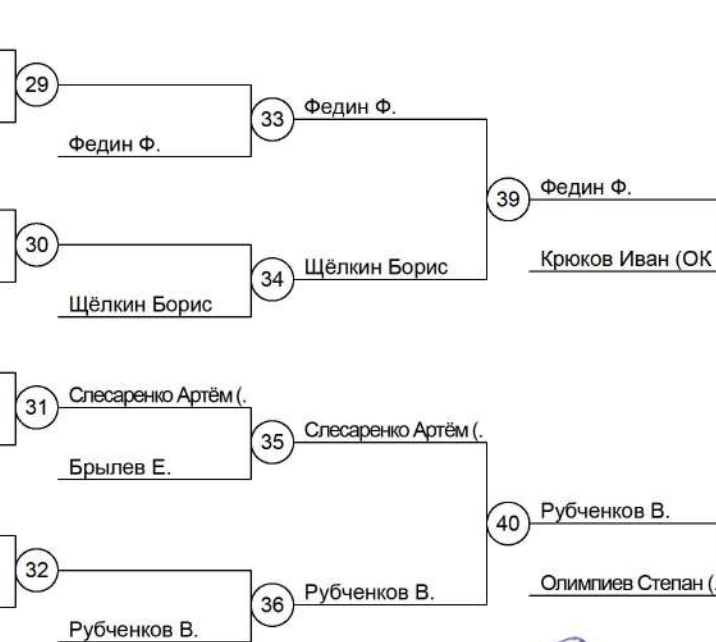 29
Федин Ф.
33
Федин Ф.
30
Щёлкин Борис
34
Щёлкин Борис
39
Федин Ф.
Крюков Иван (ОК
31
Слесаренко Артём (.
Брылев Е.
35
Слесаренко Артём (.
32
Рубченков В.
36
Рубченков В.
40
Рубченков В.
Олимпиев Степан (.